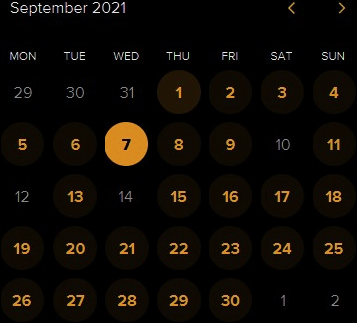 September 2021
MON TUE WED THU FRI SAT SUN
29 30 31 1 2 3 4
5 6 7 8 9 10 11
12 13 14 15 16 17 18
19 20 21 22 23 24 25
26 27 28 29 30 1 2